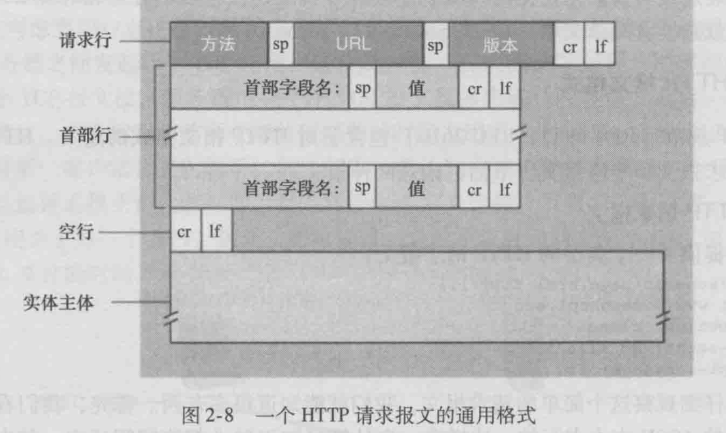 请求行 方法 sp URL sp 版本 cr lf
首部字段名: sp 值 cr lf
首部行
首部字段名: sp 值 cr lf
空行 cr lf
实体主体
图 2-8 一个 HTTP 请求报文的通用格式